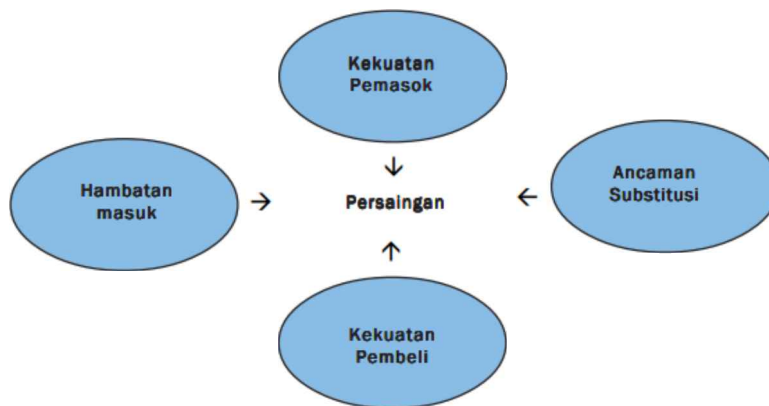 Kekuatan
Pemasok
Hambatan
masuk
Persaingan
Ancaman
Substitusi
Kekuatan
Pembeli